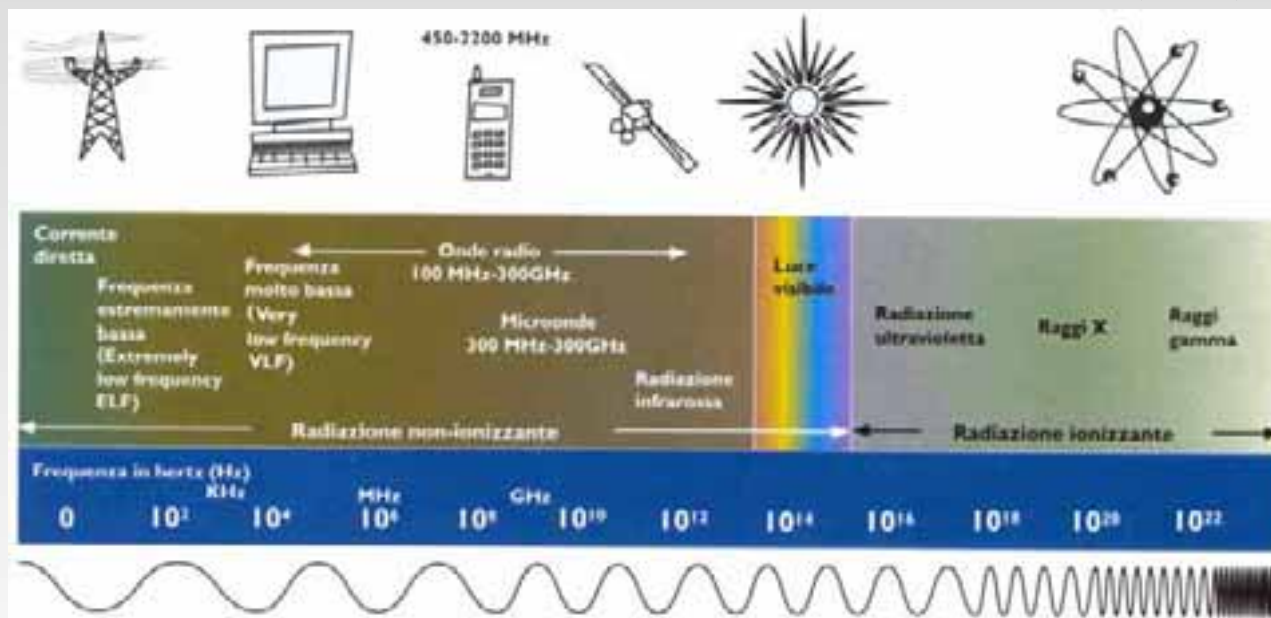 450-2200 MHz
Corrente
diretta
Frequenza
estremamente
bassa
(Extremely
low frequency
ELF)
Frequenza
molto bassa
(Very
low frequency
VLF)
Onde radio
100 MHz-300GHz
Microonde
300 MHz-300GHz
Radiazione
infrarossa
Luce
visibile
Radiazione
ultravioletta
Raggi X
Raggi
gamma
Radiazione non-ionizzante
Radiazione ionizzante
Frequenza in hertz (Hz)
KHz MHz GHz
0 10² 10⁴ 10⁶ 10⁸ 10¹⁰ 10¹² 10¹⁴ 10¹⁶ 10¹⁸ 10²⁰ 10²²